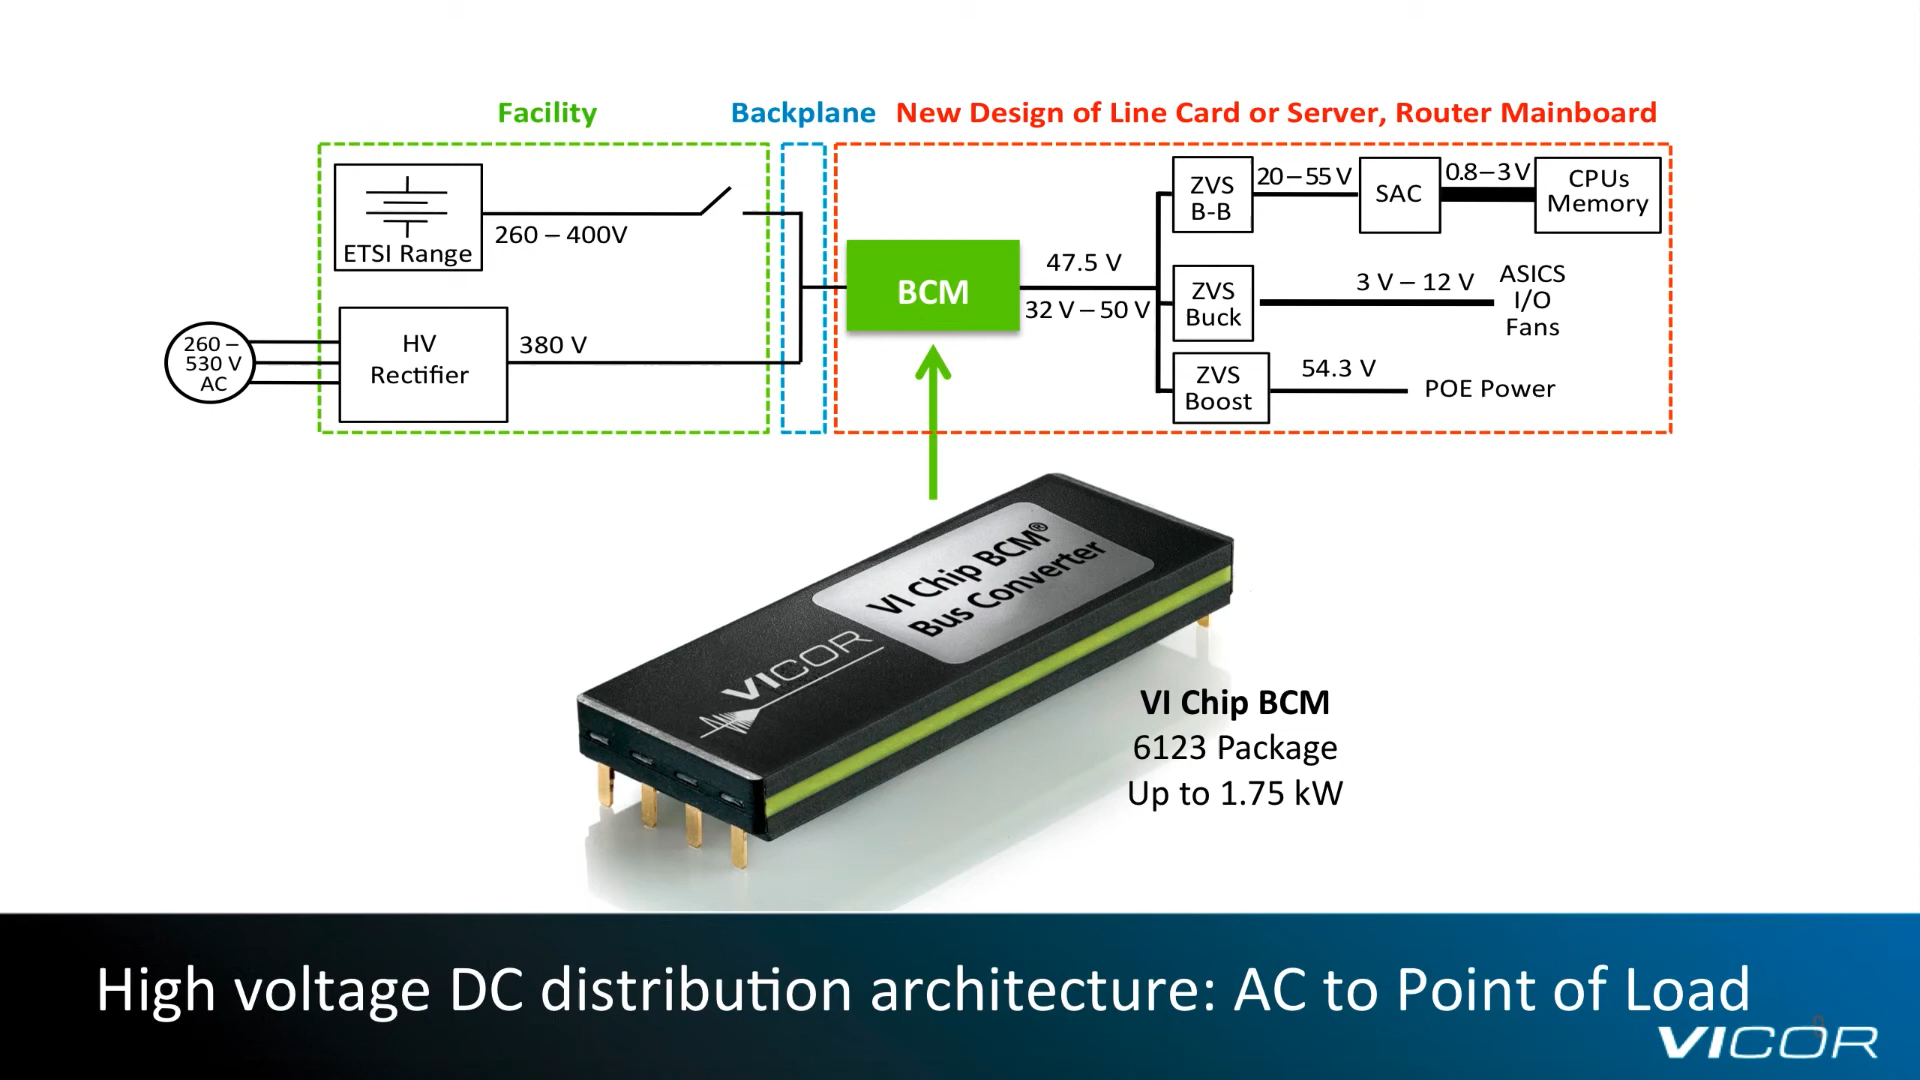 Facility
Backplane
New Design of Line Card or Server, Router Mainboard
ETSI Range
260 – 400V
260 –
530 V
AC
HV
Rectifier
380 V
BCM
47.5 V
32 V – 50 V
ZVS
B-B
20 – 55 V
SAC
0.8 – 3 V
CPUs
Memory
ZVS
Buck
3 V – 12 V
ASICS
I/O
Fans
ZVS
Boost
54.3 V
POE Power
VI Chip BCM®
Bus Converter
VICOR
VI Chip BCM
6123 Package
Up to 1.75 kW
High voltage DC distribution architecture: AC to Point of Load
VICOR